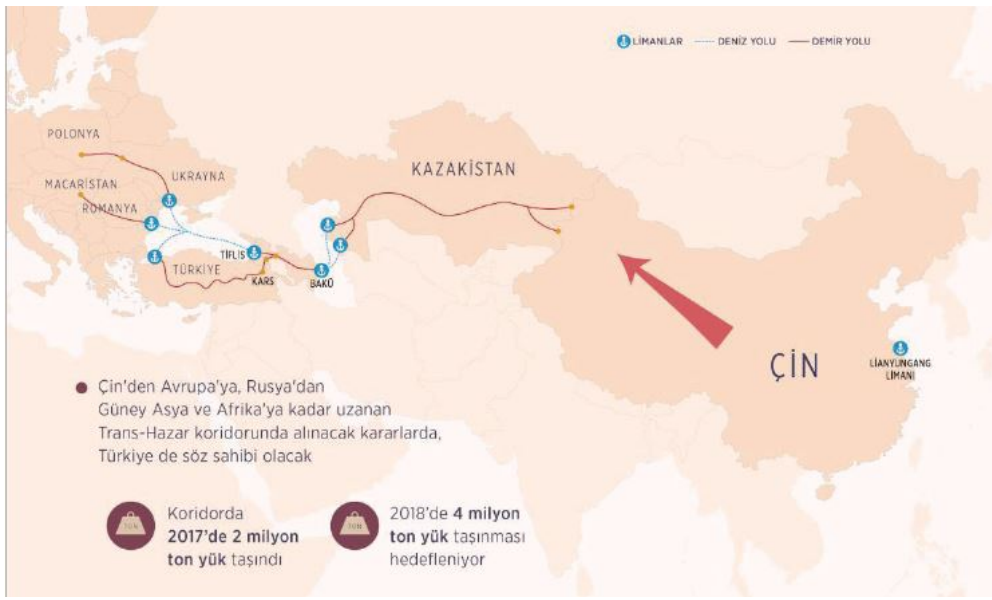 LİMANLAR DENİZ YOLU DEMİR YOLU
POLONYA
KAZAKİSTAN
MACARİSTAN
UKRAYNA
ROMANYA
TİFLİS
TÜRKİYE
KARS
BAKÜ
ÇİN
LİANYUNGANG
LİMANI
Çin'den Avrupa'ya, Rusya'dan
Güney Asya ve Afrika'ya kadar uzanan
Trans-Hazar koridorunda alınacak kararlarda,
Türkiye de söz sahibi olacak
TON
Koridorda
2017'de 2 milyon
ton yük taşındı
TON
2018'de 4 milyon
ton yük taşınması
hedefleniyor